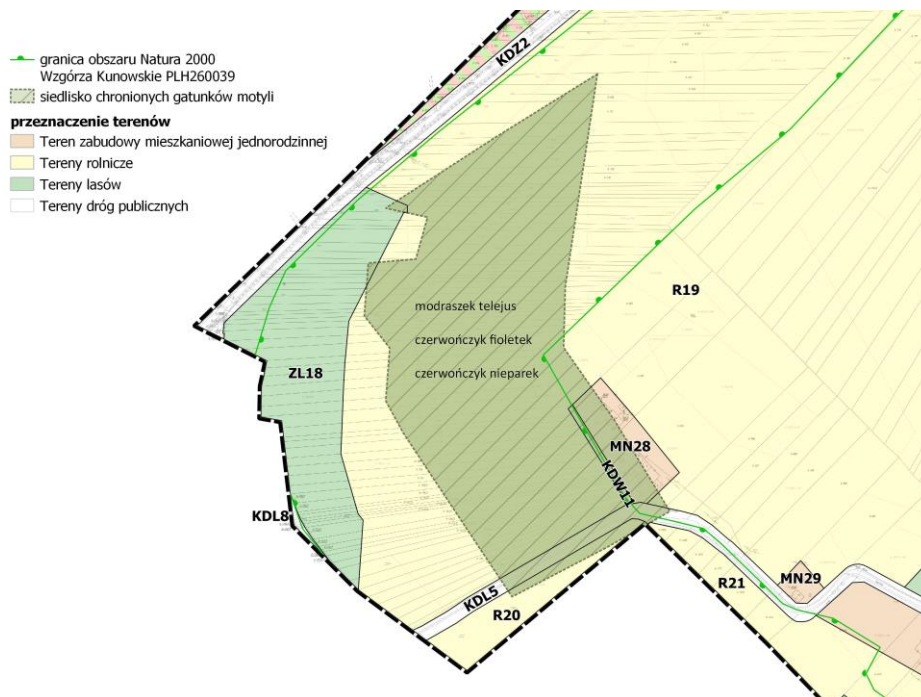 granica obszaru Natura 2000
Wzgórza Kunowskie PLH260039
siedlisko chronionych gatunków motyli
przeznaczenie terenów
Teren zabudowy mieszkaniowej jednorodzinnej
Tereny rolnicze
Tereny lasów
Tereny dróg publicznych
KDZ2
R19
modraszek telejus
czerwończyk fioletek
czerwończyk nieparek
ZL18
MN28
KDW11
KDL8
KDL5
R20
R21
MN29